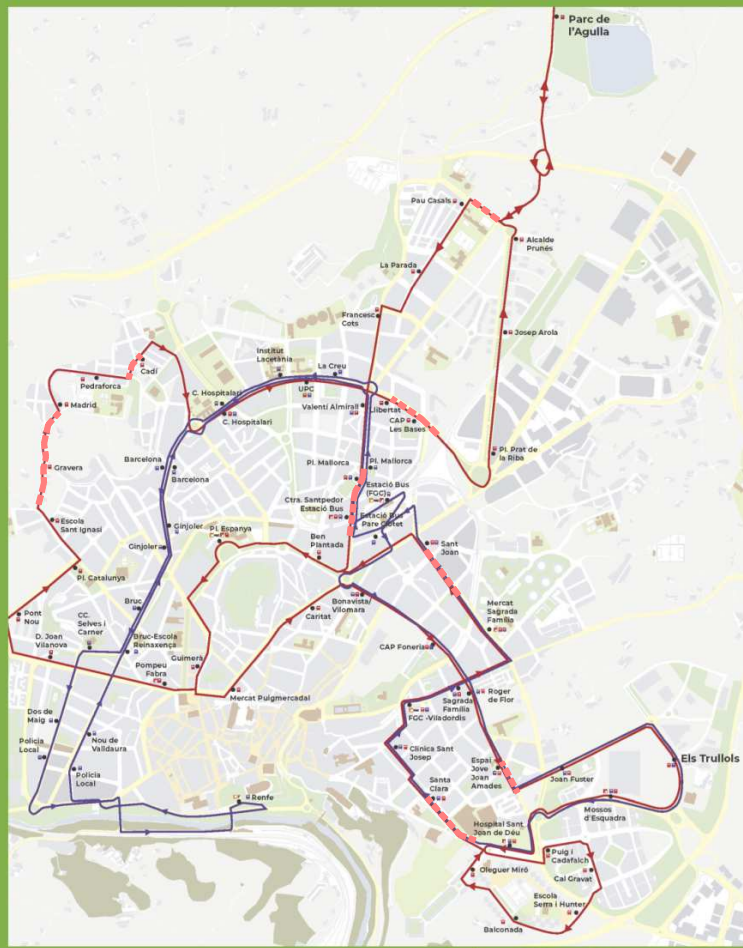 Parc de
l'Agulla
Pau Casals
Alcalde
Prunés
La Parada
Francesc
Cots
Josep Arola
Institut
Lacetània
La Creu
Cadí
Pedraforca
UPC
C. Hospitalari
Madrid
Valentí Almirall
Llibertat
C. Hospitalari
CAP
Les Bases
Pl. Prat de
la Riba
Gravera
Barcelona
Barcelona
Pl. Mallorca
Pl. Mallorca
Estació Bus
(FGC)
Ctra. Santpedor
Estació Bus
Escola
Sant Ignasi
Ginjoler
Pl. Espanya
Estació Bus
Pare Clotet
Ginjoler
Ben
Plantada
Sant
Joan
Pl. Catalunya
Pont
Nou
CC.
Selves i
Carner
Bruc
Bonavista/
Vilomara
Caritat
Mercat
Sagrada
Família
D. Joan
Vilanova
Bruc-Escola
Renaixença
CAP Foneria
Guimerà
Pompeu
Fabra
Mercat Puigmercadal
Sagrada
Família
Roger
de Flor
FGC -Viladordis
Dos de
Maig
Nou de
Valldaura
Policia
Local
Clínica Sant
Josep
Espai
Jove
Joan
Amades
Els Trullols
Joan Fuster
Policia
Local
Santa
Clara
Renfe
Mossos
d'Esquadra
Hospital Sant
Joan de Déu
Puig i
Cadafalch
Oleguer Miró
Cal Gravat
Escola
Serra i Hunter
Balconada